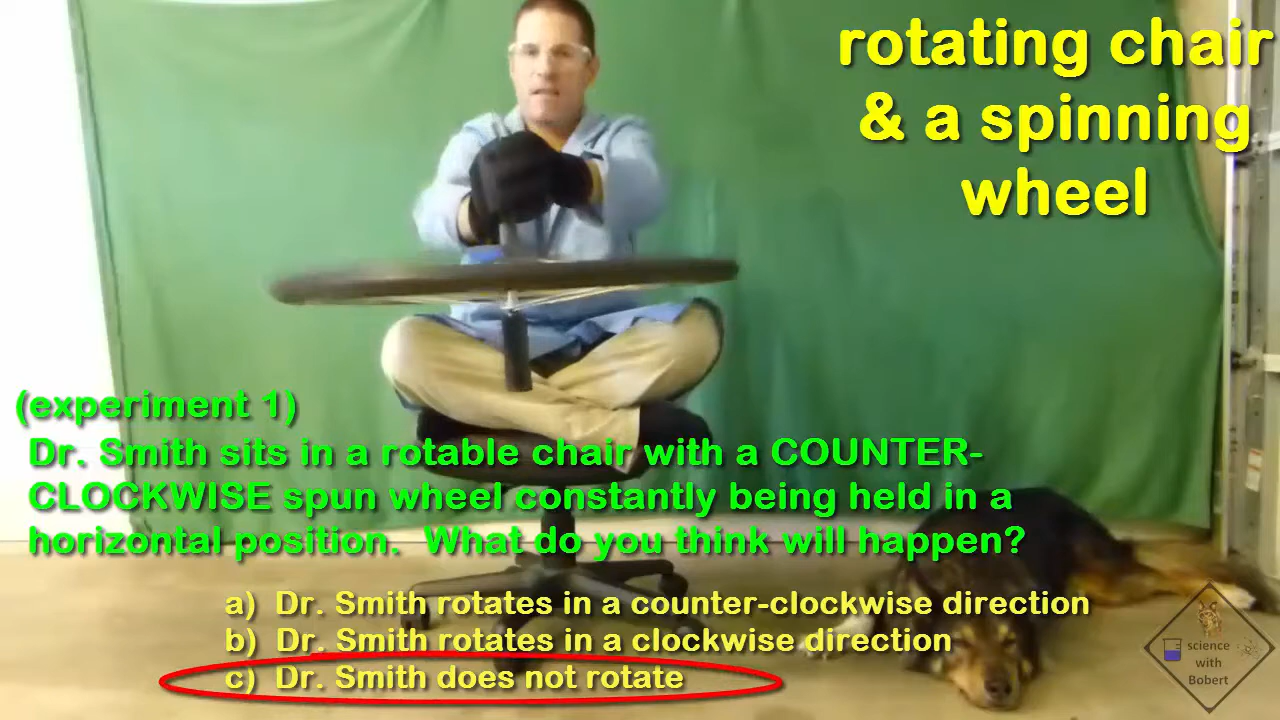 rotating chair
& a spinning
wheel
(experiment 1)
Dr. Smith sits in a rotable chair with a COUNTER-
CLOCKWISE spun wheel constantly being held in a
horizontal position.  What do you think will happen?
a)  Dr. Smith rotates in a counter-clockwise direction
b)  Dr. Smith rotates in a clockwise direction
c)  Dr. Smith does not rotate
science
with
Bobert